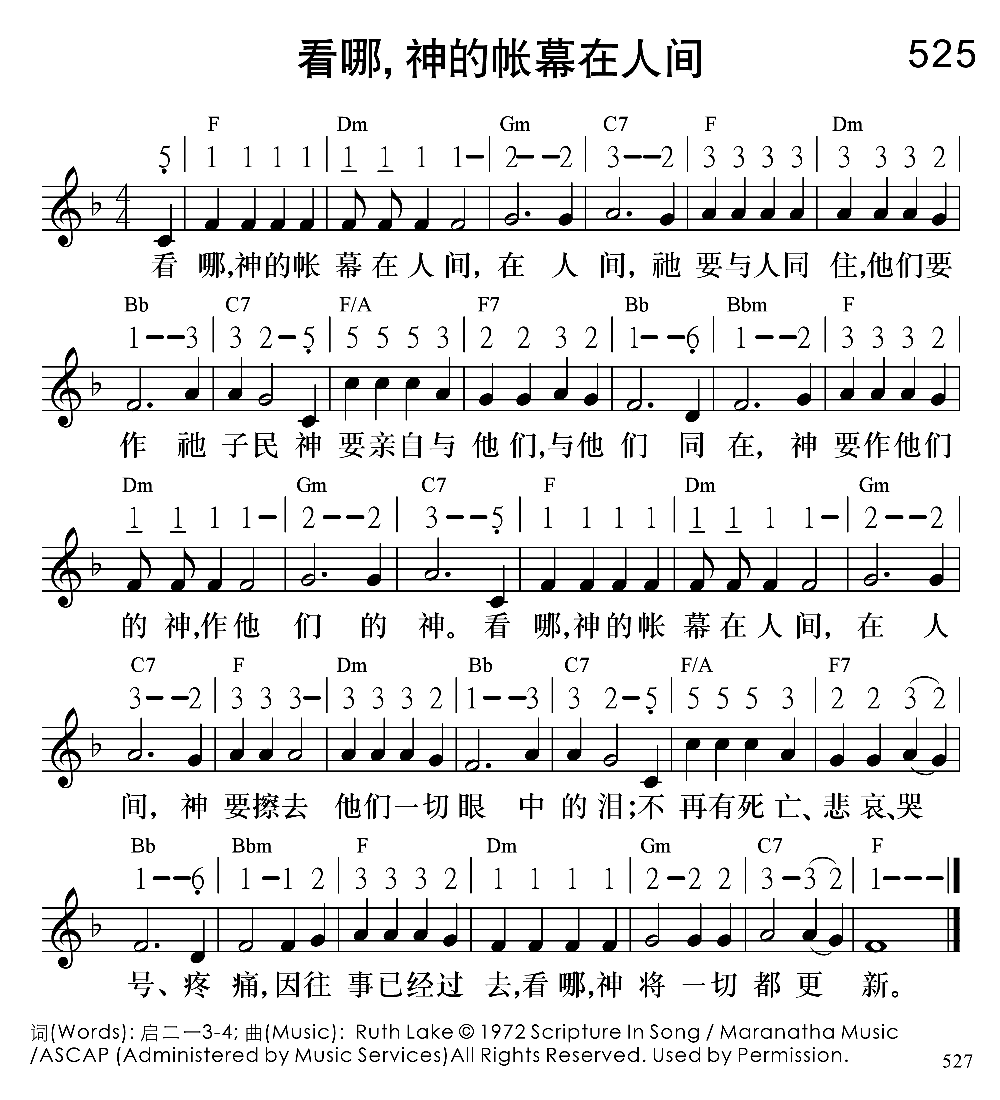 看哪,神的帐幕在人间 525
F Dm Gm C7 F Dm
5 | 1 1 1 1 | 1 1 1 1– | 2––2 | 3––2 | 3 3 3 3 | 3 3 3 2 |
4 4
看 哪,神的帐 幕 在 人 间, 在 人 间, 祂 要 与人同 住,他们要
Bb C7 F/A F7 Bb Bbm F
1––3 | 3 2–5 | 5 5 5 3 | 2 2 3 2 | 1––6 | 1––2 | 3 3 3 2 |
作 祂 子民 神 要亲自与 他 们,与他 们 同 在, 神 要作他们
Dm Gm C7 F Dm Gm
1 1 1 1– | 2––2 | 3––5 | 1 1 1 1 | 1 1 1 1– | 2––2 |
的 神,作他 们 的 神。 看 哪,神的帐 幕在人间, 在 人
C7 F Dm Bb C7 F/A F7
3––2 | 3 3 3– | 3 3 3 2 | 1––3 | 3 2–5 | 5 5 5 3 | 2 2 3 2 |
间, 神 要擦去 他们一切眼 中 的 泪;不 再有死 亡、悲 哀、哭
Bb Bbm F Dm Gm C7 F
1––6 | 1–1 2 | 3 3 3 2 | 1 1 1 1 | 2–2 2 | 3–3 2 | 1––– ||
号、疼 痛,因往 事已经过 去,看哪,神 将 一切 都 更 新。
词(Words): 启二一3-4; 曲(Music): Ruth Lake © 1972 Scripture In Song / Maranatha Music
/ASCAP (Administered by Music Services)All Rights Reserved. Used by Permission.
527